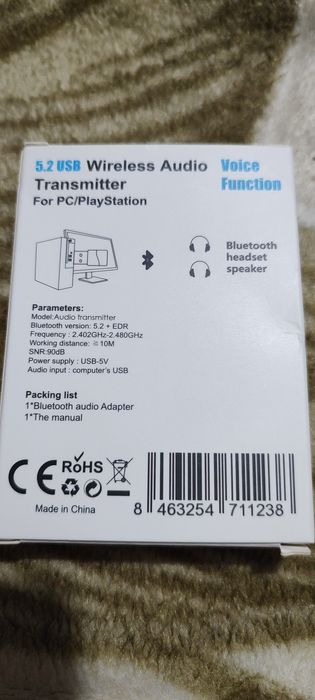 5.2 USB Wireless Audio Voice
Transmitter Function
For PC/PlayStation
Bluetooth
headset
speaker
Parameters:
Model:Audio transmitter
Bluetooth version: 5.2 + EDR
Frequency : 2.402GHz-2.480GHz
Working distance: ≦10M
SNR:90dB
Power supply : USB-5V
Audio input : computer's USB
Packing list
1*Bluetooth audio Adapter
1*The manual
CE RoHS
Made in China
8 463254 711238